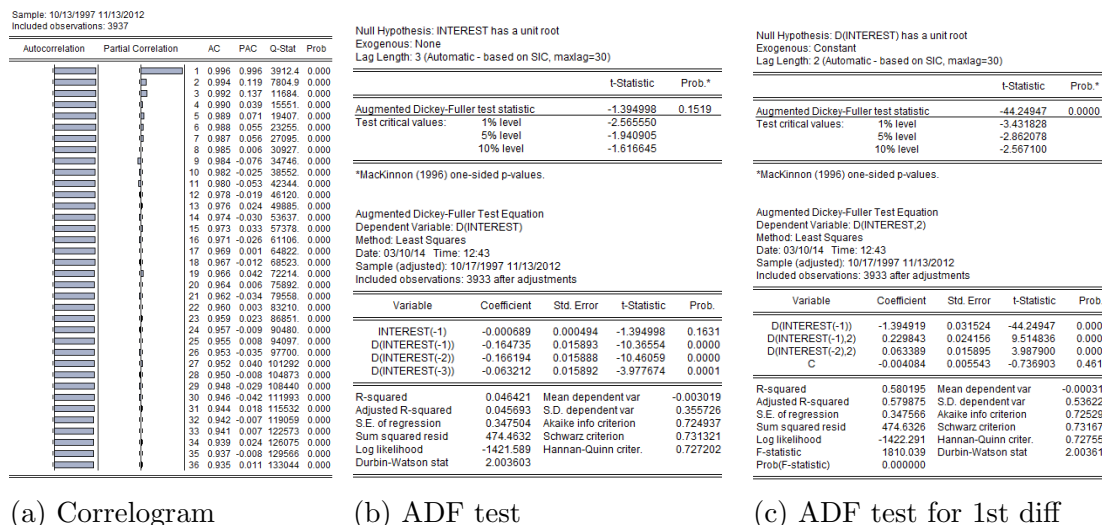 Sample: 10/13/1997 11/13/2012
Included observations: 3937
Autocorrelation Partial Correlation AC PAC Q-Stat Prob
1 0.996 0.996 3912.4 0.000
2 0.994 0.119 7804.9 0.000
3 0.992 0.137 11684. 0.000
4 0.990 0.039 15551. 0.000
5 0.989 0.071 19407. 0.000
6 0.988 0.055 23255. 0.000
7 0.987 0.056 27095. 0.000
8 0.985 0.006 30927. 0.000
9 0.984 -0.076 34746. 0.000
10 0.982 -0.025 38552. 0.000
11 0.980 -0.053 42344. 0.000
12 0.978 -0.019 46120. 0.000
13 0.976 0.024 49885. 0.000
14 0.974 -0.030 53637. 0.000
15 0.973 0.033 57378. 0.000
16 0.971 -0.026 61106. 0.000
17 0.969 0.001 64822. 0.000
18 0.967 -0.012 68523. 0.000
19 0.966 0.042 72214. 0.000
20 0.964 0.006 75892. 0.000
21 0.962 -0.034 79558. 0.000
22 0.960 0.003 83210. 0.000
23 0.959 0.023 86851. 0.000
24 0.957 -0.009 90480. 0.000
25 0.955 0.008 94097. 0.000
26 0.953 -0.035 97700. 0.000
27 0.952 0.040 101292 0.000
28 0.950 -0.008 104873 0.000
29 0.948 -0.029 108440 0.000
30 0.946 -0.042 111993 0.000
31 0.944 0.018 115532 0.000
32 0.942 -0.007 119059 0.000
33 0.941 0.007 122573 0.000
34 0.939 0.024 126075 0.000
35 0.937 -0.008 129566 0.000
36 0.935 0.011 133044 0.000
(a) Correlogram
Null Hypothesis: INTEREST has a unit root
Exogenous: None
Lag Length: 3 (Automatic - based on SIC, maxlag=30)
t-Statistic Prob.*
Augmented Dickey-Fuller test statistic -1.394998 0.1519
Test critical values: 1% level -2.565550
5% level -1.940905
10% level -1.616645
*MacKinnon (1996) one-sided p-values.
Augmented Dickey-Fuller Test Equation
Dependent Variable: D(INTEREST)
Method: Least Squares
Date: 03/10/14 Time: 12:43
Sample (adjusted): 10/17/1997 11/13/2012
Included observations: 3933 after adjustments
Variable Coefficient Std. Error t-Statistic Prob.
INTEREST(-1) -0.000689 0.000494 -1.394998 0.1631
D(INTEREST(-1)) -0.164735 0.015893 -10.36554 0.0000
D(INTEREST(-2)) -0.166194 0.015888 -10.46059 0.0000
D(INTEREST(-3)) -0.063212 0.015892 -3.977674 0.0001
R-squared 0.046421 Mean dependent var -0.003019
Adjusted R-squared 0.045693 S.D. dependent var 0.355726
S.E. of regression 0.347504 Akaike info criterion 0.724937
Sum squared resid 474.4632 Schwarz criterion 0.731321
Log likelihood -1421.589 Hannan-Quinn criter. 0.727202
Durbin-Watson stat 2.003603
(b) ADF test
Null Hypothesis: D(INTEREST) has a unit root
Exogenous: Constant
Lag Length: 2 (Automatic - based on SIC, maxlag=30)
t-Statistic Prob.*
Augmented Dickey-Fuller test statistic -44.24947 0.0000
Test critical values: 1% level -3.431828
5% level -2.862078
10% level -2.567100
*MacKinnon (1996) one-sided p-values.
Augmented Dickey-Fuller Test Equation
Dependent Variable: D(INTEREST,2)
Method: Least Squares
Date: 03/10/14 Time: 12:43
Sample (adjusted): 10/17/1997 11/13/2012
Included observations: 3933 after adjustments
Variable Coefficient Std. Error t-Statistic Prob.
D(INTEREST(-1)) -1.394919 0.031524 -44.24947 0.000
D(INTEREST(-1),2) 0.229843 0.024156 9.514836 0.000
D(INTEREST(-2),2) 0.063389 0.015895 3.987900 0.000
C -0.004084 0.005543 -0.736903 0.461
R-squared 0.580195 Mean dependent var -0.00031
Adjusted R-squared 0.579875 S.D. dependent var 0.53622
S.E. of regression 0.347566 Akaike info criterion 0.72529
Sum squared resid 474.6326 Schwarz criterion 0.73167
Log likelihood -1422.291 Hannan-Quinn criter. 0.72755
F-statistic 1810.039 Durbin-Watson stat 2.00361
Prob(F-statistic) 0.000000
(c) ADF test for 1st diff